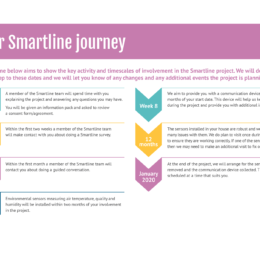 r Smartline journey
ne below aim to show the key activity and timescales of involvement in the Smartline project. We will do
up to those dates and we will let you know of any changes and any additional events the project is plannin
A member of the Smartline team will spend time with you
explaining the project and answering any questions you may have.
You will be given an information pack and asked to return
a consent form/agreement.
Within the first two weeks a member of the Smartline team
will make contact with you about doing a Smartline survey.
Within the first month a member of the Smartline team will
contact you about doing a guided conversation.
Environmental sensors measuring air temperature, quality and
humidity will be installed within two months of your involvement
in the project.
Week 8
We aim to provide you with a communication device
months of your start date. This device will help us to
during the project and provide you with additional
12
months
The sensors installed in your house are robust and we
many issues with them. We do plan to visit once durin
to ensure they are working correctly. If one of the sen
then we may need to make an additional visit to fix o
January
2020
At the end of the project, we will arrange for the sensor
removed and the communication device collected.
scheduled at a time that suits you.